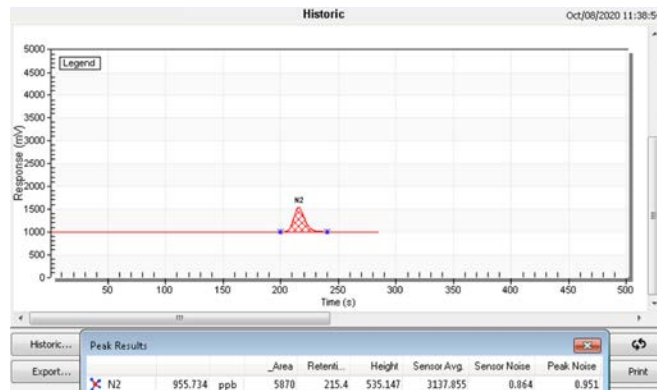 Historic Oct/08/2020 11:38:5
Legend
Response (mV)
5000
4500
4000
3500
3000
2500
2000
1500
1000
500
0
N2
50 100 150 200 250 300 350 400 450 500
Time (s)
Historic... Peak Results
Export... _Area Retenti... Height Sensor Avg. Sensor Noise Peak Noise Print
N2 955.734 ppb 5870 215.4 535.147 3137.855 0.864 0.951